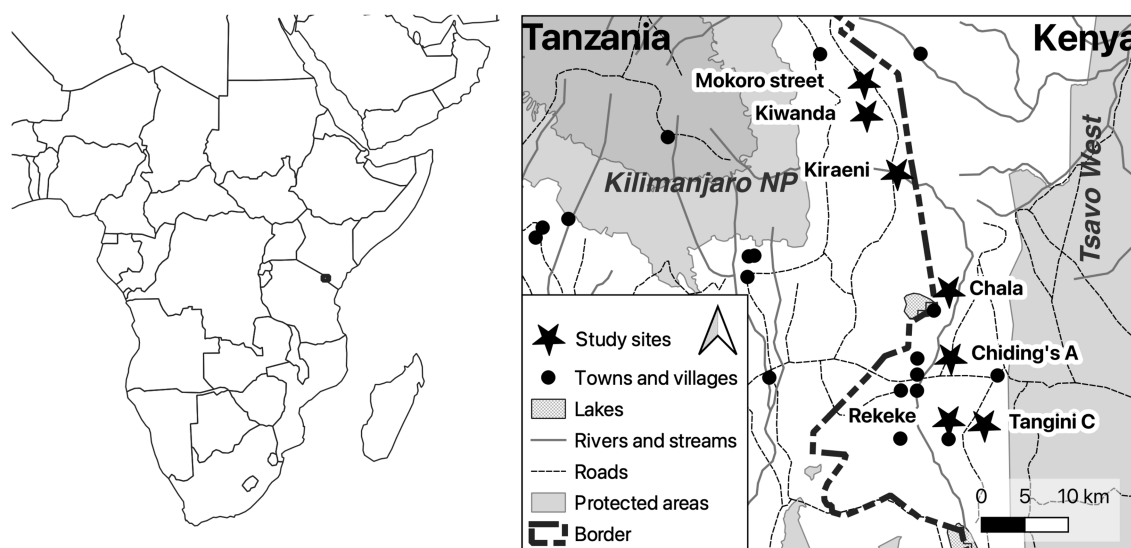 Tanzania
Kenya
Mokoro street
Kiwanda
Kiraeni
Kilimanjaro NP
Tsavo West
Chala
Chiding's A
Rekeke
Tangini C
Study sites
Towns and villages
Lakes
Rivers and streams
Roads
Protected areas
Border
0 5 10 km